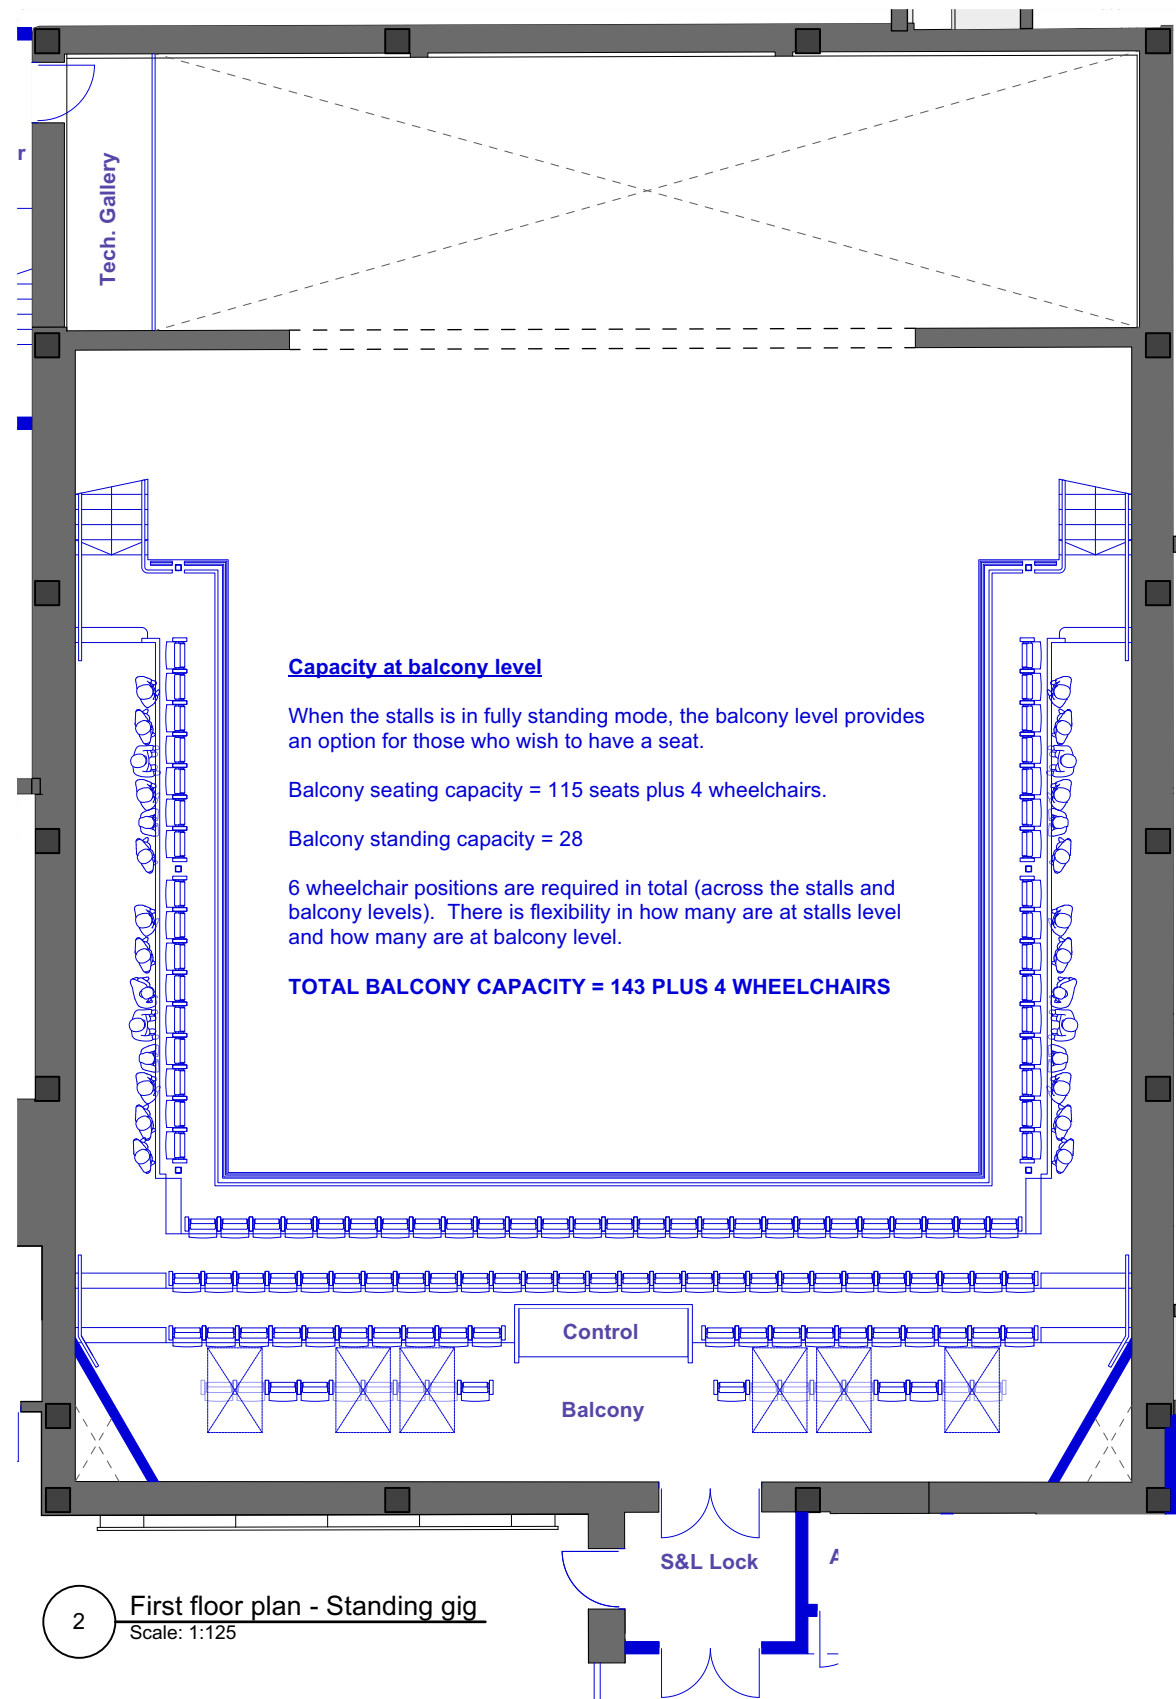 r
Tech. Gallery
Capacity at balcony level
When the stalls is in fully standing mode, the balcony level provides
an option for those who wish to have a seat.
Balcony seating capacity = 115 seats plus 4 wheelchairs.
Balcony standing capacity = 28
6 wheelchair positions are required in total (across the stalls and
balcony levels).  There is flexibility in how many are at stalls level
and how many are at balcony level.
TOTAL BALCONY CAPACITY = 143 PLUS 4 WHEELCHAIRS
Control
Balcony
S&L Lock
2
First floor plan - Standing gig
Scale: 1:125